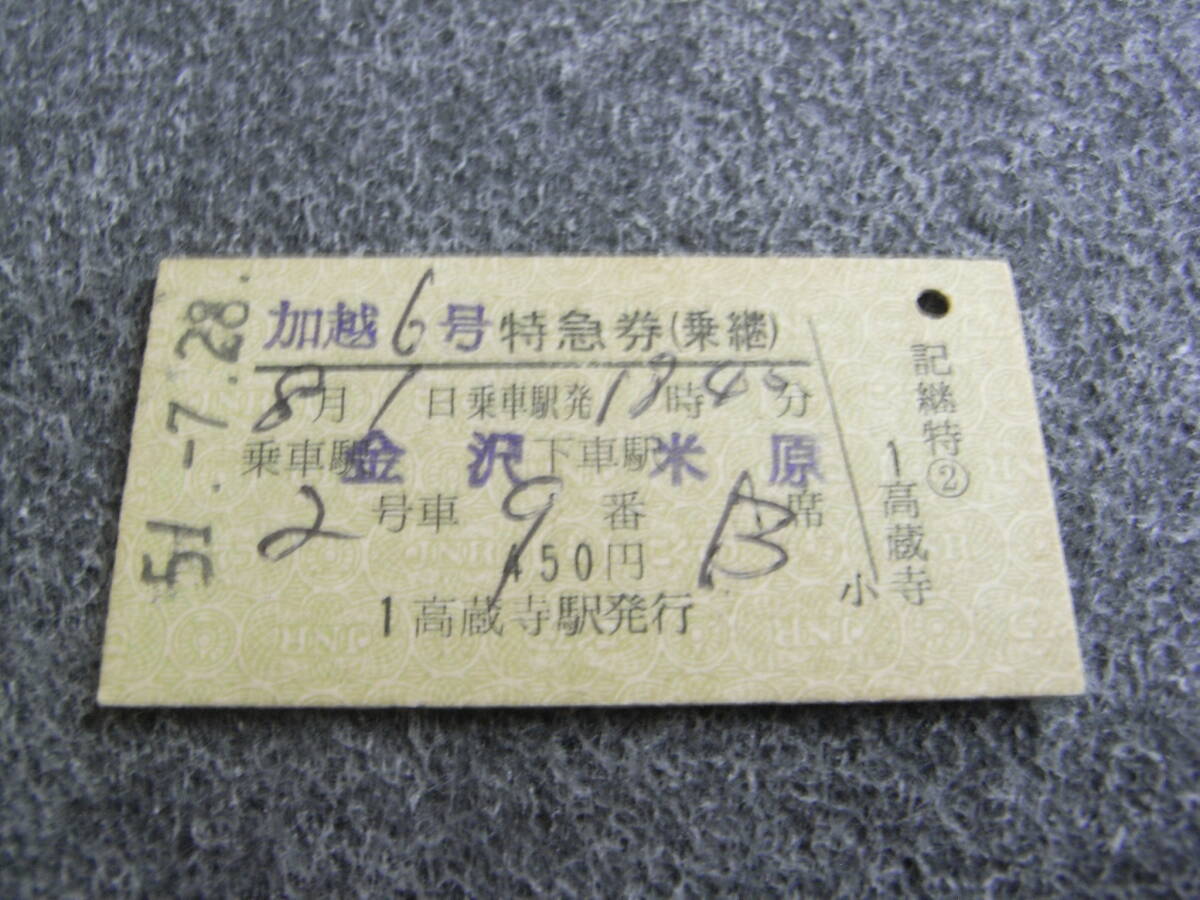 51.-7.28.
加越6号特急券(乗継)
8月1日乗車駅発18時40分
乗車駅金沢下車駅米原
2号車9番B席
450円
1高蔵寺駅発行
小
記継特②
1高蔵寺